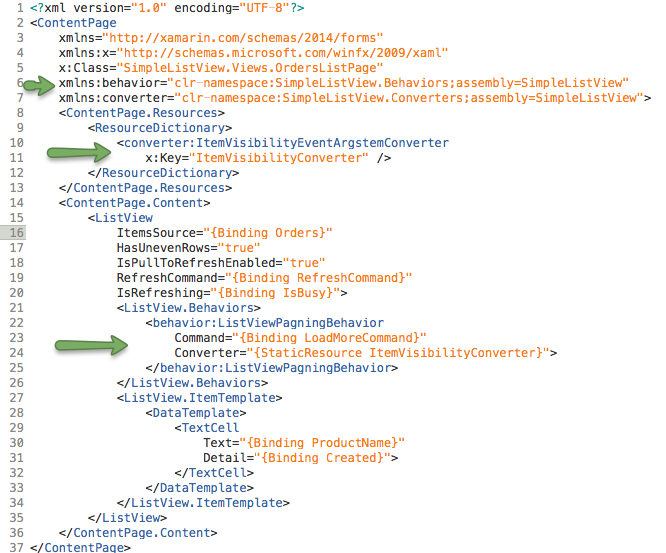 1 <?xml version="1.0" encoding="UTF-8"?>
2 <ContentPage
3     xmlns="http://xamarin.com/schemas/2014/forms"
4     xmlns:x="http://schemas.microsoft.com/winfx/2009/xaml"
5     x:Class="SimpleListView.Views.OrdersListPage"
6     xmlns:behavior="clr-namespace:SimpleListView.Behaviors;assembly=SimpleListView"
7     xmlns:converter="clr-namespace:SimpleListView.Converters;assembly=SimpleListView">
8     <ContentPage.Resources>
9         <ResourceDictionary>
10             <converter:ItemVisibilityEventArgstemConverter
11                 x:Key="ItemVisibilityConverter" />
12         </ResourceDictionary>
13     </ContentPage.Resources>
14     <ContentPage.Content>
15         <ListView
16             ItemsSource="{Binding Orders}"
17             HasUnevenRows="true"
18             IsPullToRefreshEnabled="true"
19             RefreshCommand="{Binding RefreshCommand}"
20             IsRefreshing="{Binding IsBusy}">
21             <ListView.Behaviors>
22                 <behavior:ListViewPagningBehavior
23                     Command="{Binding LoadMoreCommand}"
24                     Converter="{StaticResource ItemVisibilityConverter}">
25                 </behavior:ListViewPagningBehavior>
26             </ListView.Behaviors>
27             <ListView.ItemTemplate>
28                 <DataTemplate>
29                     <TextCell
30                         Text="{Binding ProductName}"
31                         Detail="{Binding Created}">
32                     </TextCell>
33                 </DataTemplate>
34             </ListView.ItemTemplate>
35         </ListView>
36     </ContentPage.Content>
37 </ContentPage>